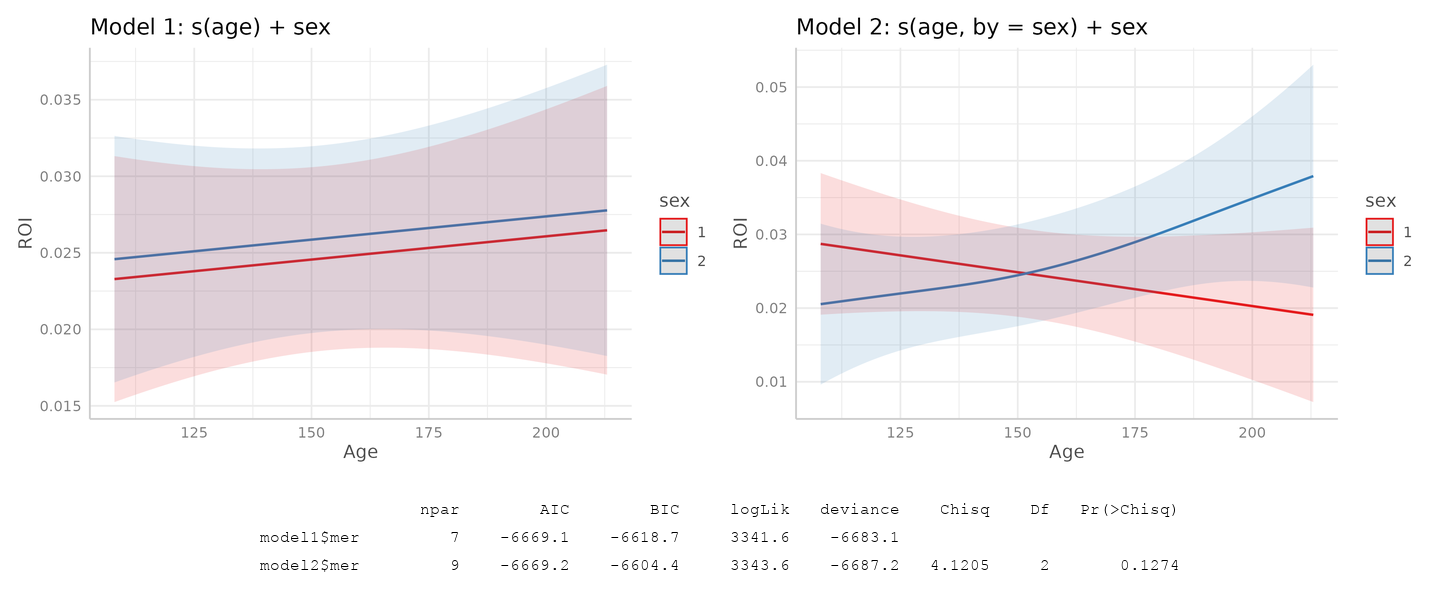 Model 1: s(age) + sex
0.035
0.030
0.025
0.020
0.015
ROI
125 150 175 200
Age
sex
1
2
Model 2: s(age, by = sex) + sex
0.05
0.04
0.03
0.02
0.01
ROI
125 150 175 200
Age
sex
1
2
npar AIC BIC logLik deviance Chisq Df Pr(>Chisq)
model1$mer 7 -6669.1 -6618.7 3341.6 -6683.1
model2$mer 9 -6669.2 -6604.4 3343.6 -6687.2 4.1205 2 0.1274